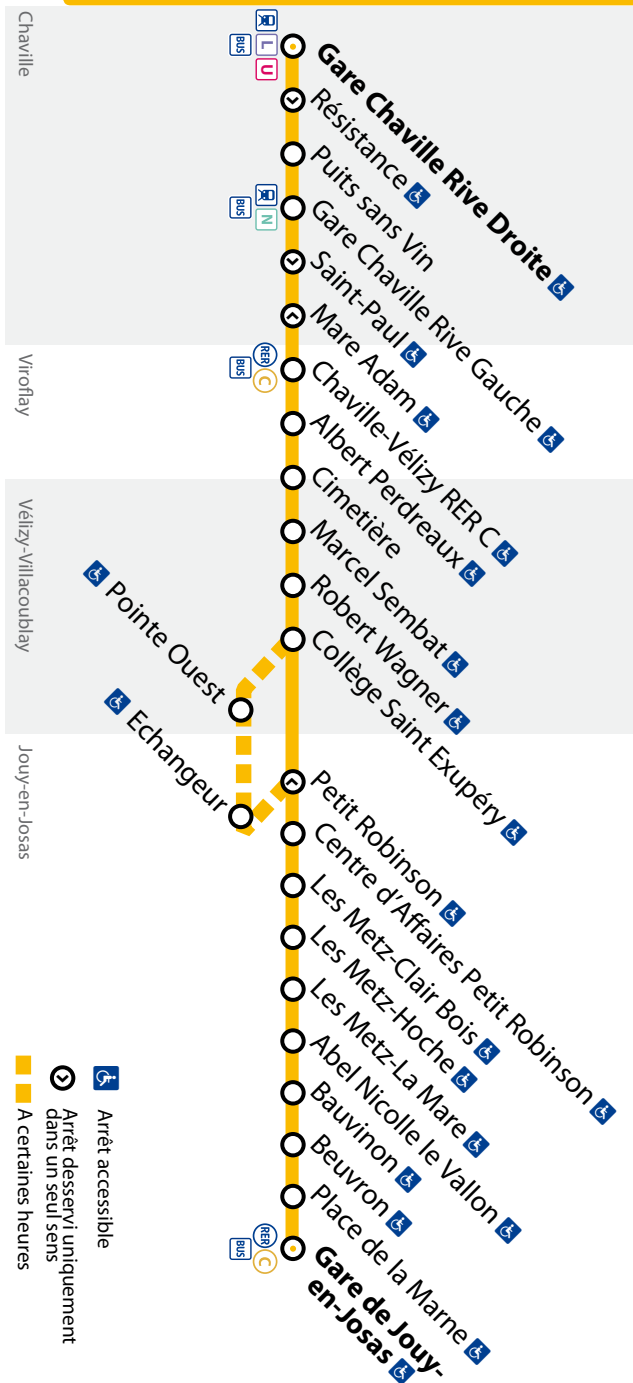 Gare Chaville Rive Droite
Résistance
Puits sans Vin
Gare Chaville Rive Gauche
Saint-Paul
Mare Adam
Chaville-Vélizy RER C
Albert Perdreaux
Cimetière
Marcel Sembat
Robert Wagner
Collège Saint Exupéry
Petit Robinson
Centre d'Affaires Petit Robinson
Les Metz-Clair Bois
Les Metz-Hoche
Les Metz-La Mare
Abel Nicolle le Vallon
Bauvinon
Beuvron
Place de la Marne
Gare de Jouy-
en-Josas
L U
BUS
N
BUS
RER C
BUS
RER C
BUS
Pointe Ouest
Echangeur
Chaville
Viroflay
Vélizy-Villacoublay
Jouy-en-Josas
Arrêt accessible
Arrêt desservi uniquement
dans un seul sens
A certaines heures